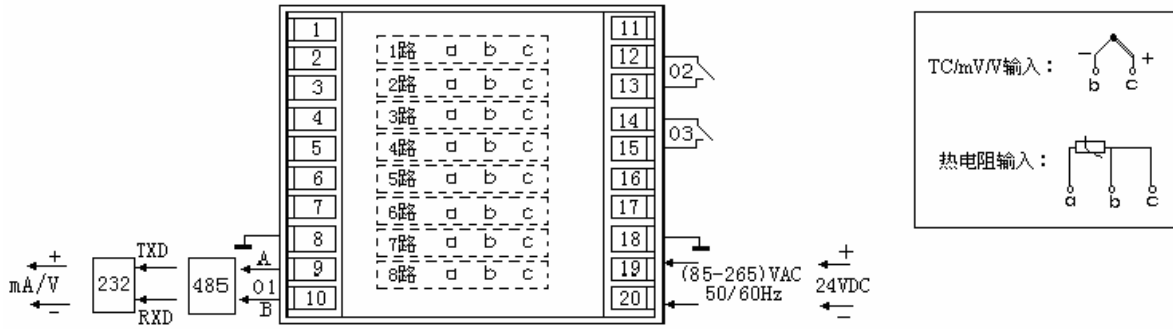 1
2
3
4
5
6
7
8
9
10
1路 a b c
2路 a b c
3路 a b c
4路 a b c
5路 a b c
6路 a b c
7路 a b c
8路 a b c
11
12
13
14
15
16
17
18
19
20
O2
O3
+
mA/V
-
TXD
232
RXD
485
A
O1
B
(85-265)VAC
50/60Hz
+
24VDC
-
TC/mV/V输入：
- +
b c
热电阻输入：
a b c